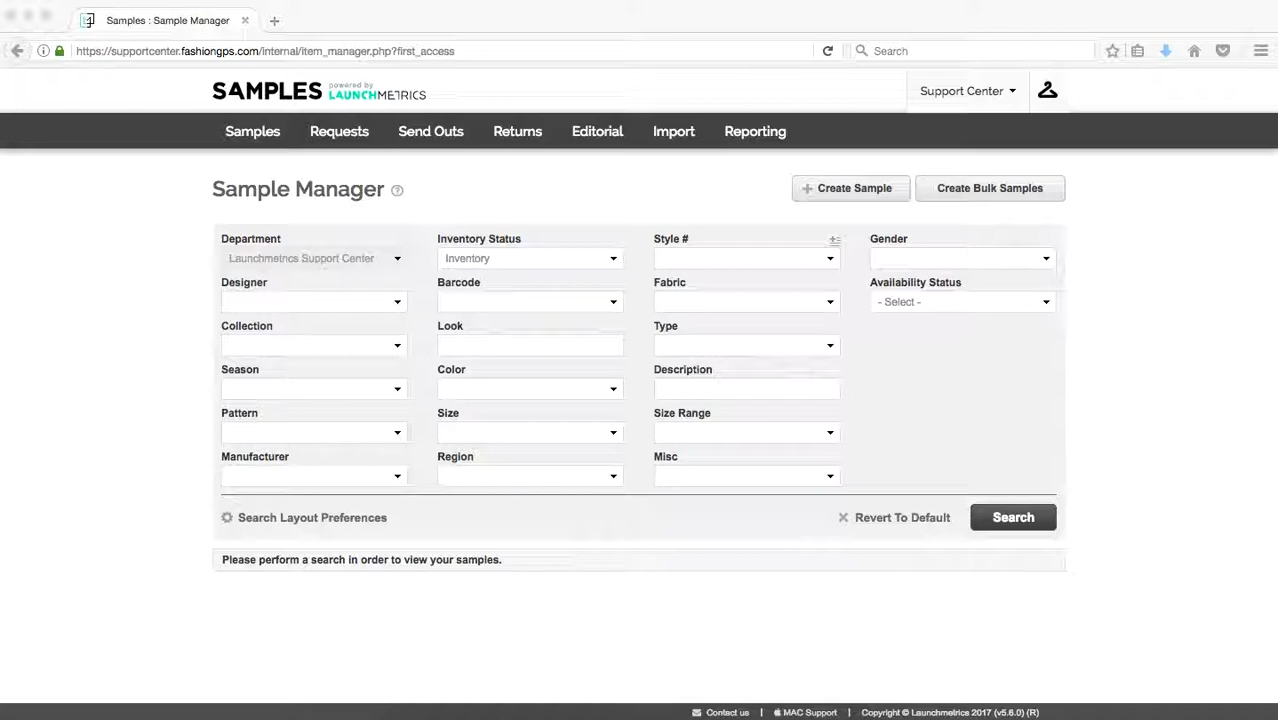 Samples : Sample Manager
https://supportcenter.fashiongps.com/internal/item_manager.php?first_access
Search
SAMPLES powered by LAUNCHMETRICS
Support Center
Samples Requests Send Outs Returns Editorial Import Reporting
Sample Manager
Create Sample Create Bulk Samples
Department Inventory Status Style # Gender
Launchmetrics Support Center Inventory
Designer Barcode Fabric Availability Status
- Select -
Collection Look Type
Season Color Description
Pattern Size Size Range
Manufacturer Region Misc
Search Layout Preferences Revert To Default Search
Please perform a search in order to view your samples.
Contact us | MAC Support | Copyright © Launchmetrics 2017 (v5.6.0) (R)